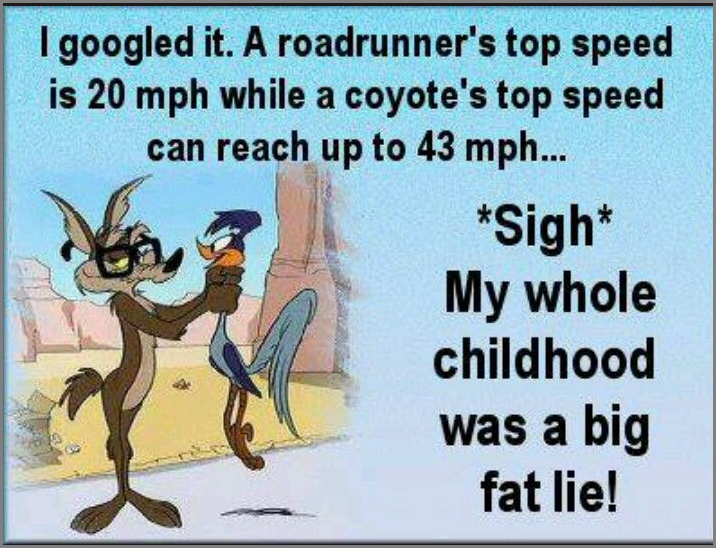 I googled it. A roadrunner's top speed
is 20 mph while a coyote's top speed
can reach up to 43 mph...
*Sigh*
My whole
childhood
was a big
fat lie!